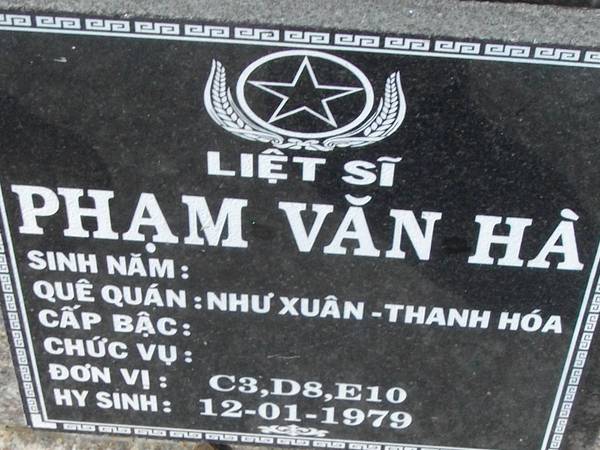 LIỆT SĨ
PHẠM VĂN HÀ
SINH NĂM :
QUÊ QUÁN : NHƯ XUÂN - THANH HÓA
CẤP BẬC :
CHỨC VỤ :
ĐƠN VỊ : C3,D8,E10
HY SINH : 12-01-1979